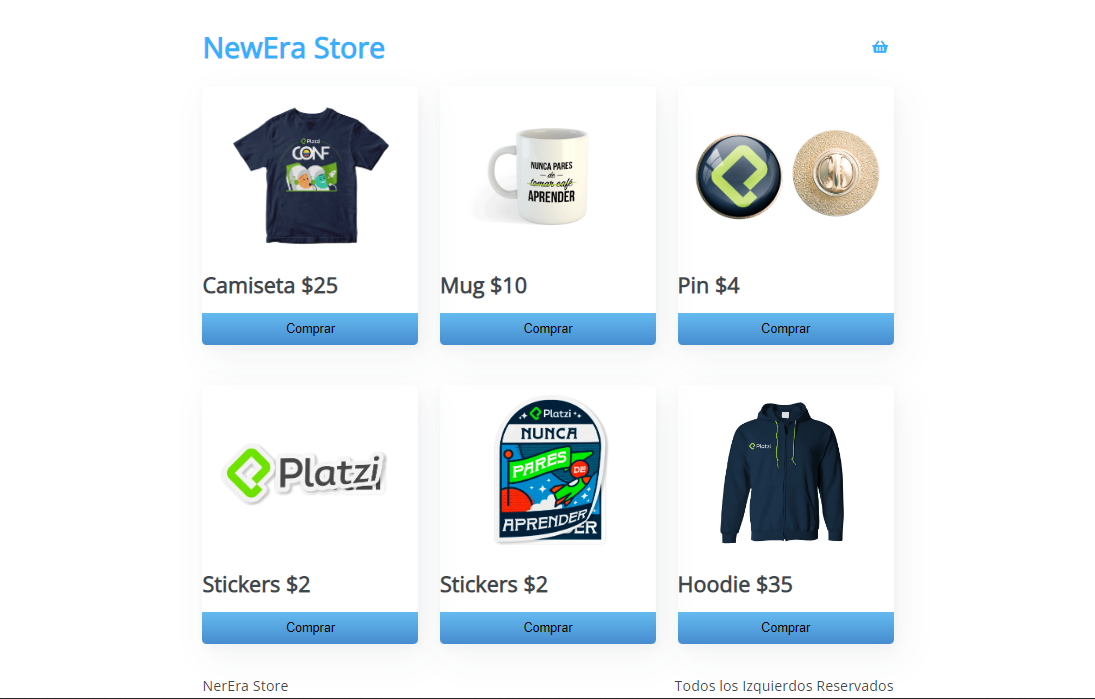 NewEra Store
Platzi
CONF
NUNCA PARES
de
tomar café
APRENDER
Camiseta $25
Mug $10
Pin $4
Comprar
Comprar
Comprar
Platzi
Platzi
NUNCA
PARES
DE
APRENDER
ER
Platzi
Stickers $2
Stickers $2
Hoodie $35
Comprar
Comprar
Comprar
NerEra Store
Todos los Izquierdos Reservados